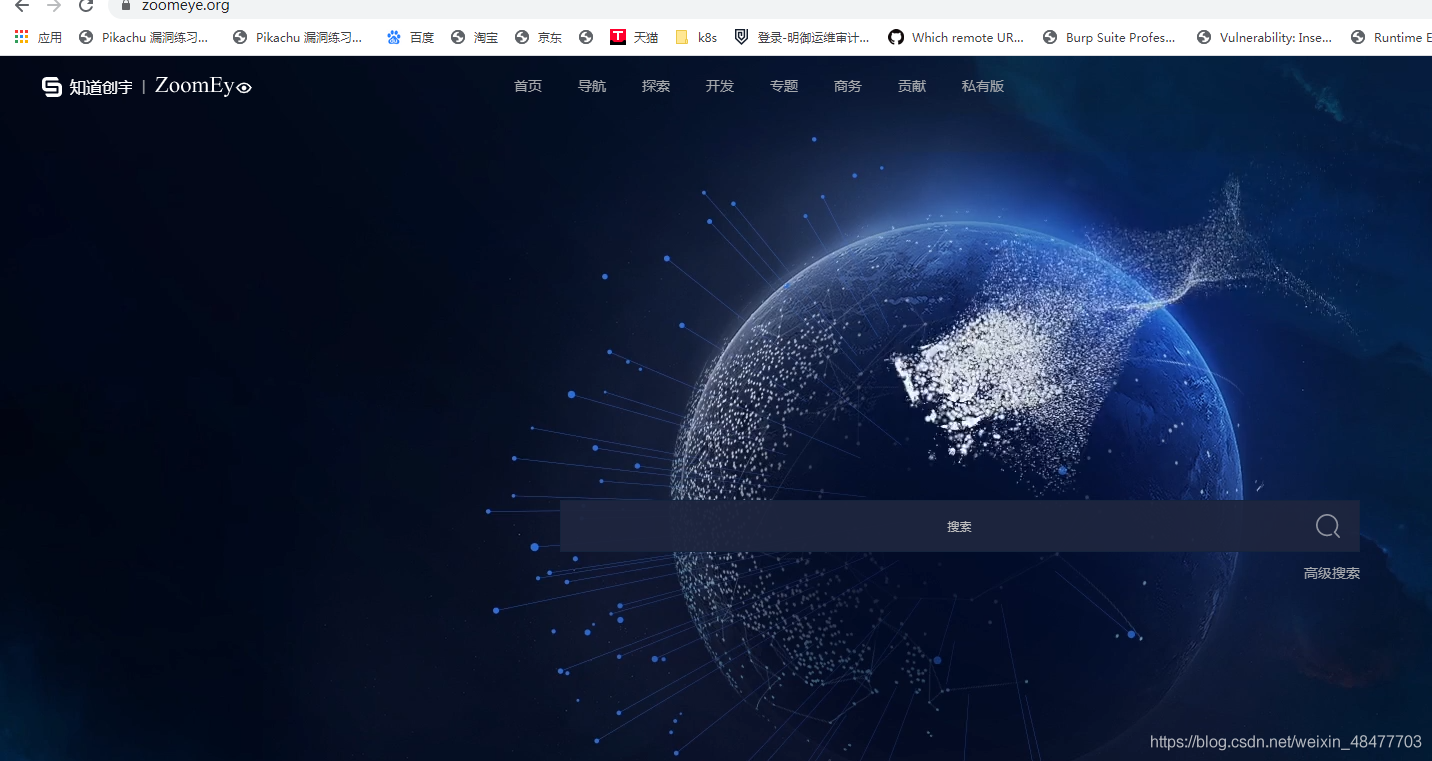 zoomeye.org
应用 Pikachu 漏洞练习... Pikachu 漏洞练习... 百度 淘宝 京东 天猫 k8s 登录-明御运维审计... Which remote UR... Burp Suite Profes... Vulnerability: Inse... Runtime E
知道创宇 | ZoomEye 首页 导航 探索 开发 专题 商务 贡献 私有版
搜索
高级搜索
https://blog.csdn.net/weixin_48477703